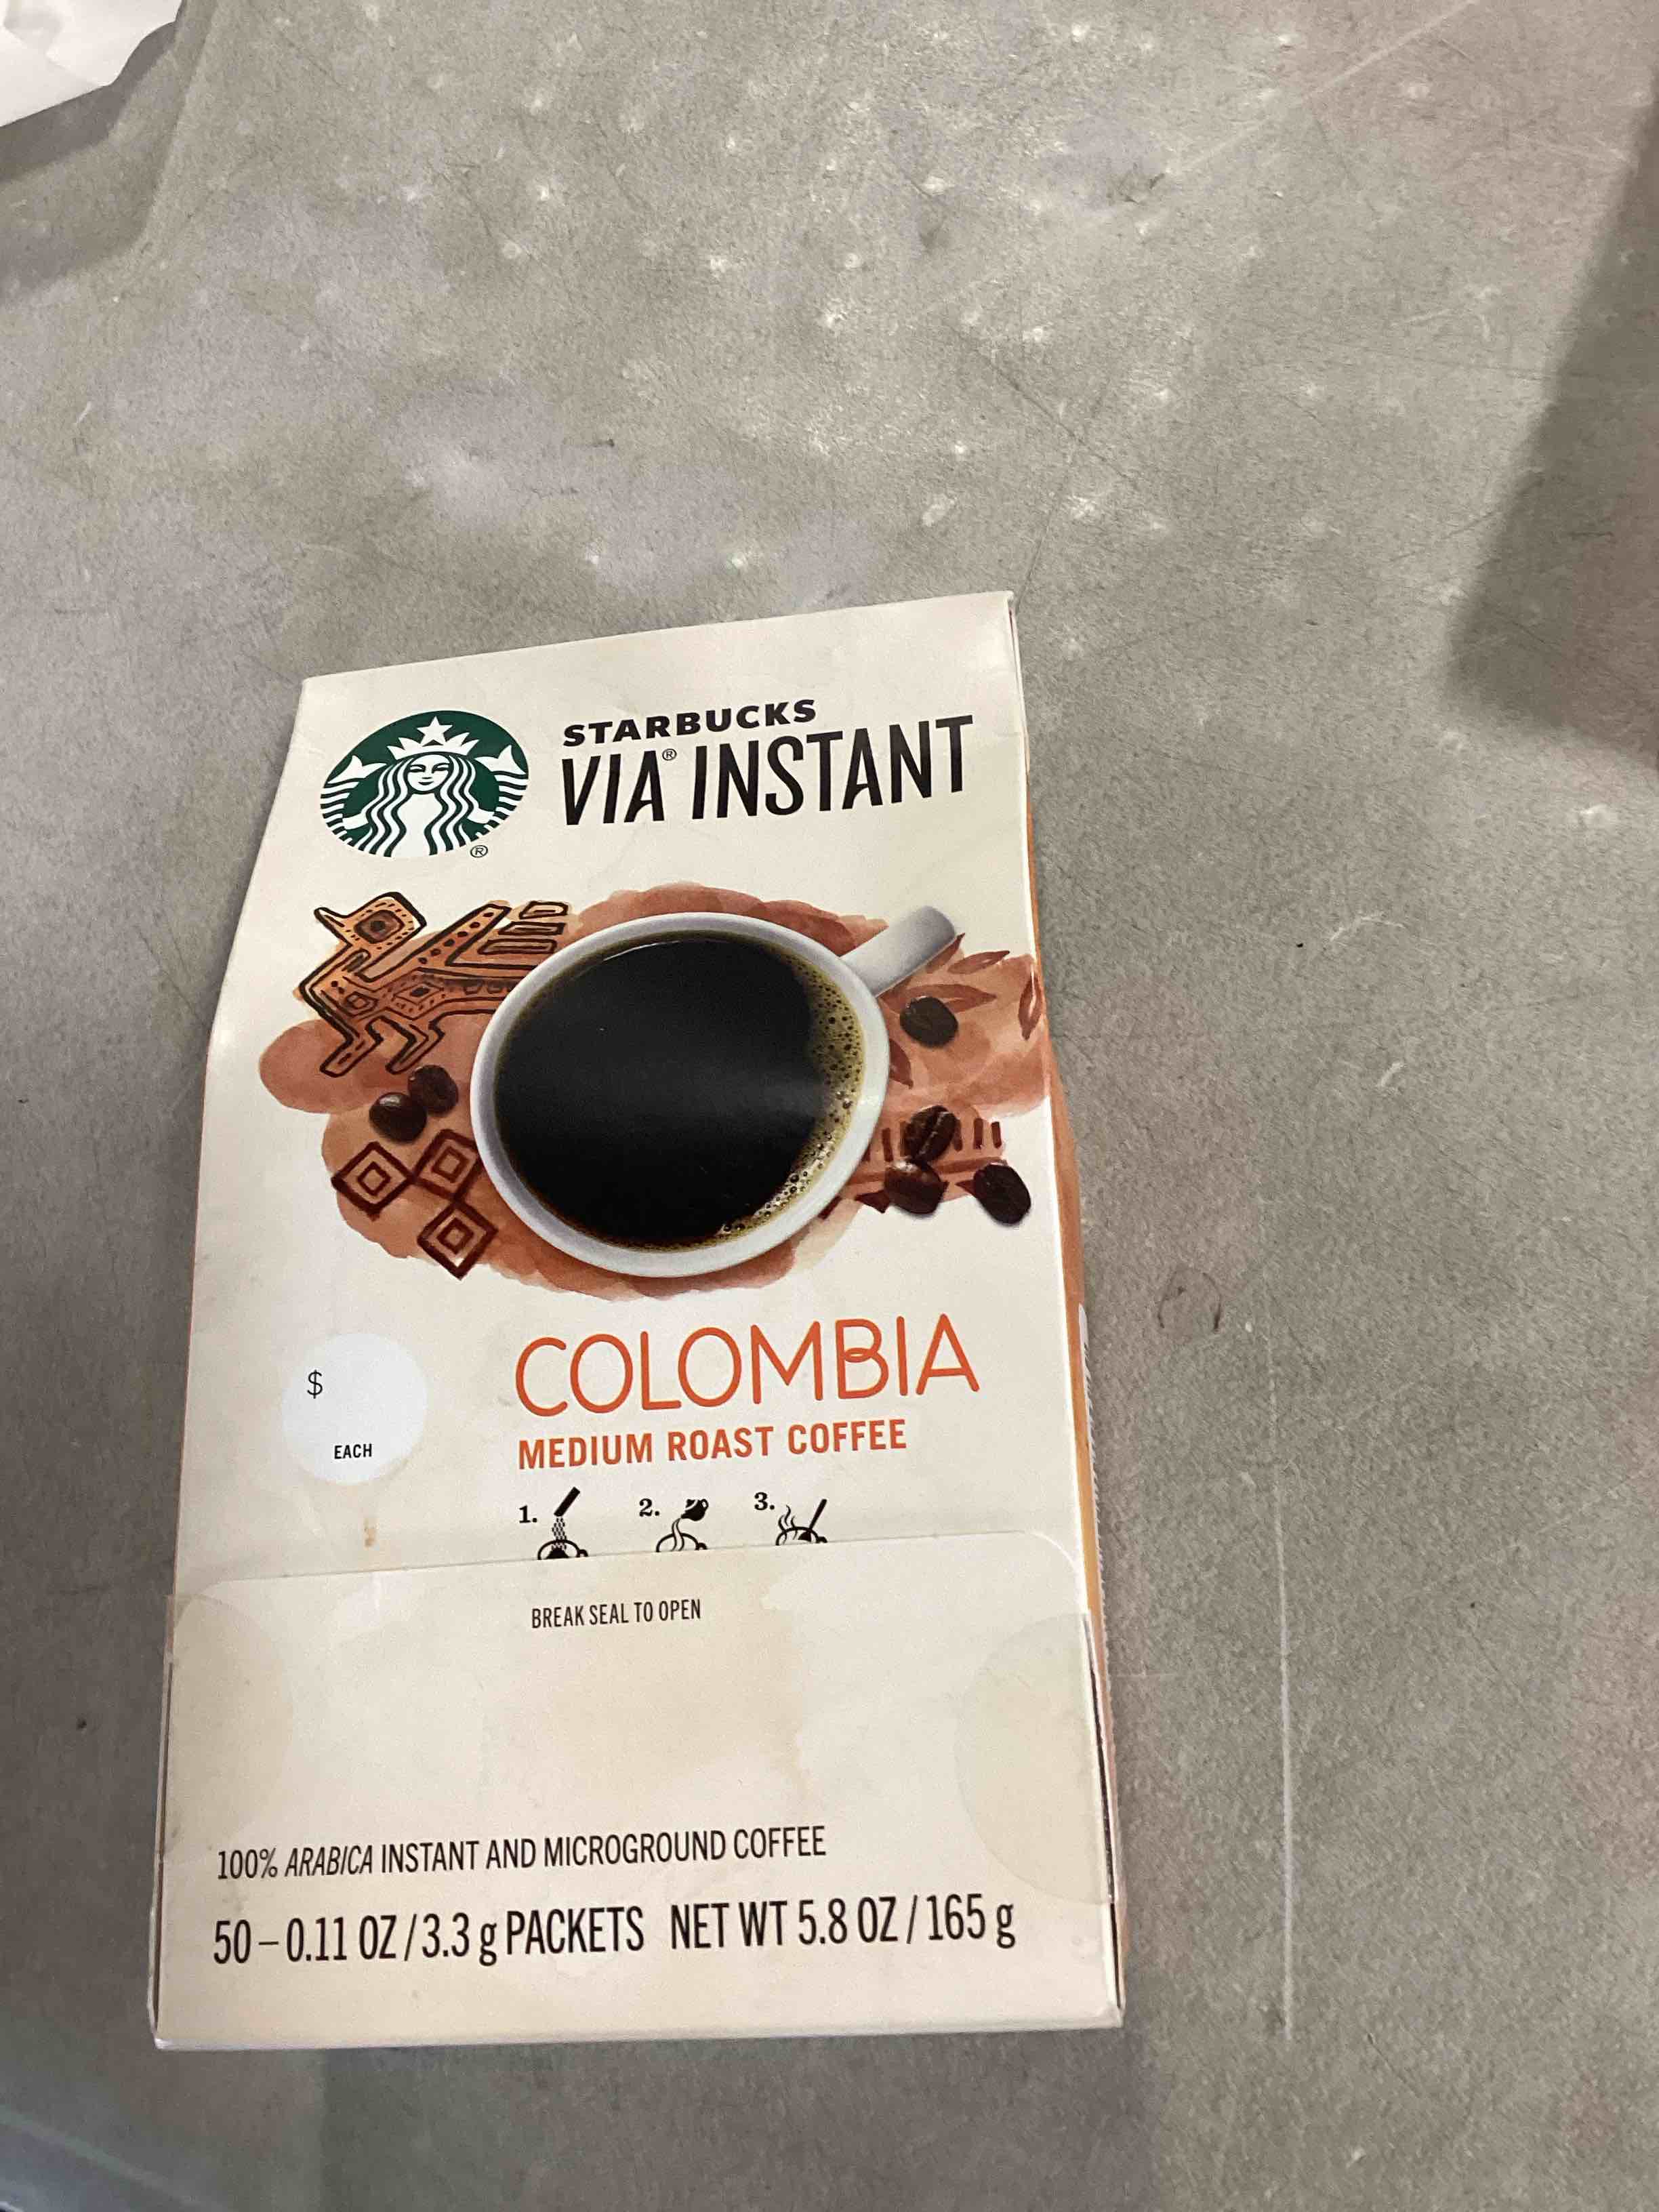 STARBUCKS
VIA® INSTANT
®
COLOMBIA
MEDIUM ROAST COFFEE
$
EACH
1. 2. 3.
BREAK SEAL TO OPEN
100% ARABICA INSTANT AND MICROGROUND COFFEE
50 – 0.11 OZ / 3.3 g PACKETS NET WT 5.8 OZ / 165 g